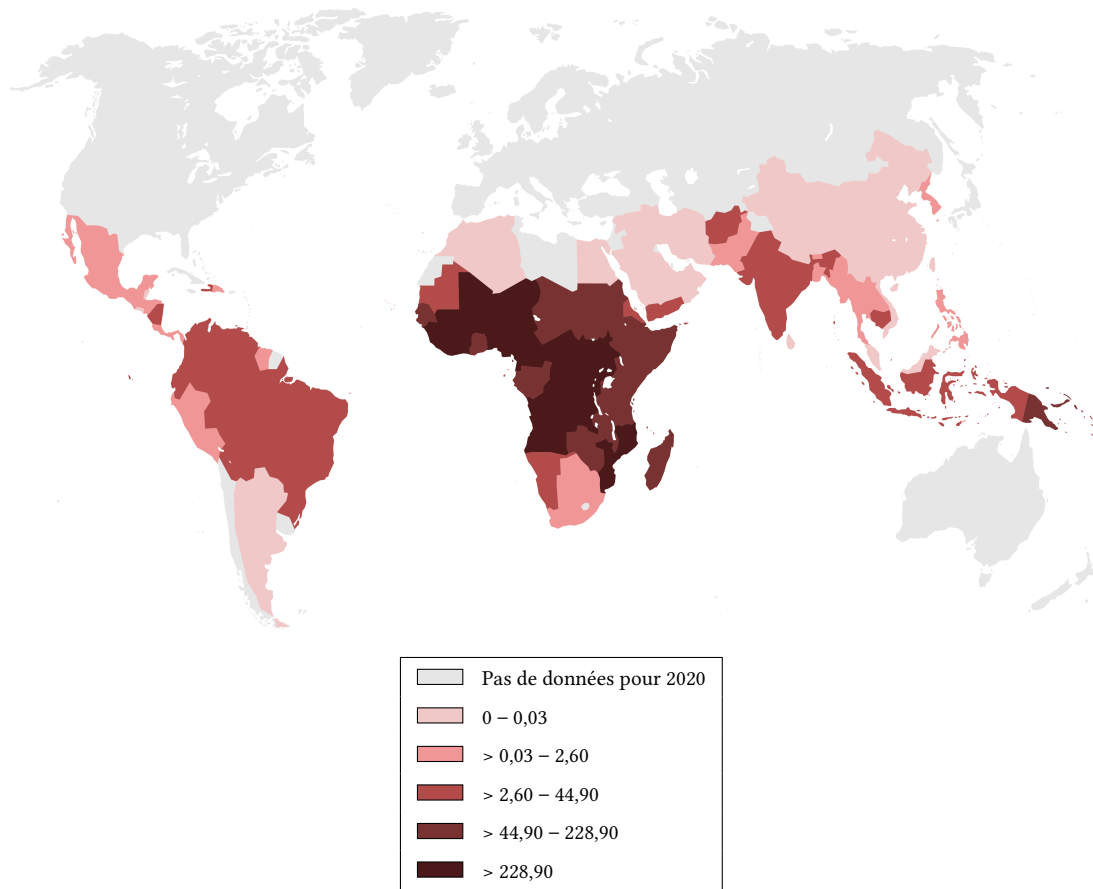 Pas de données pour 2020
0 – 0,03
> 0,03 – 2,60
> 2,60 – 44,90
> 44,90 – 228,90
> 228,90